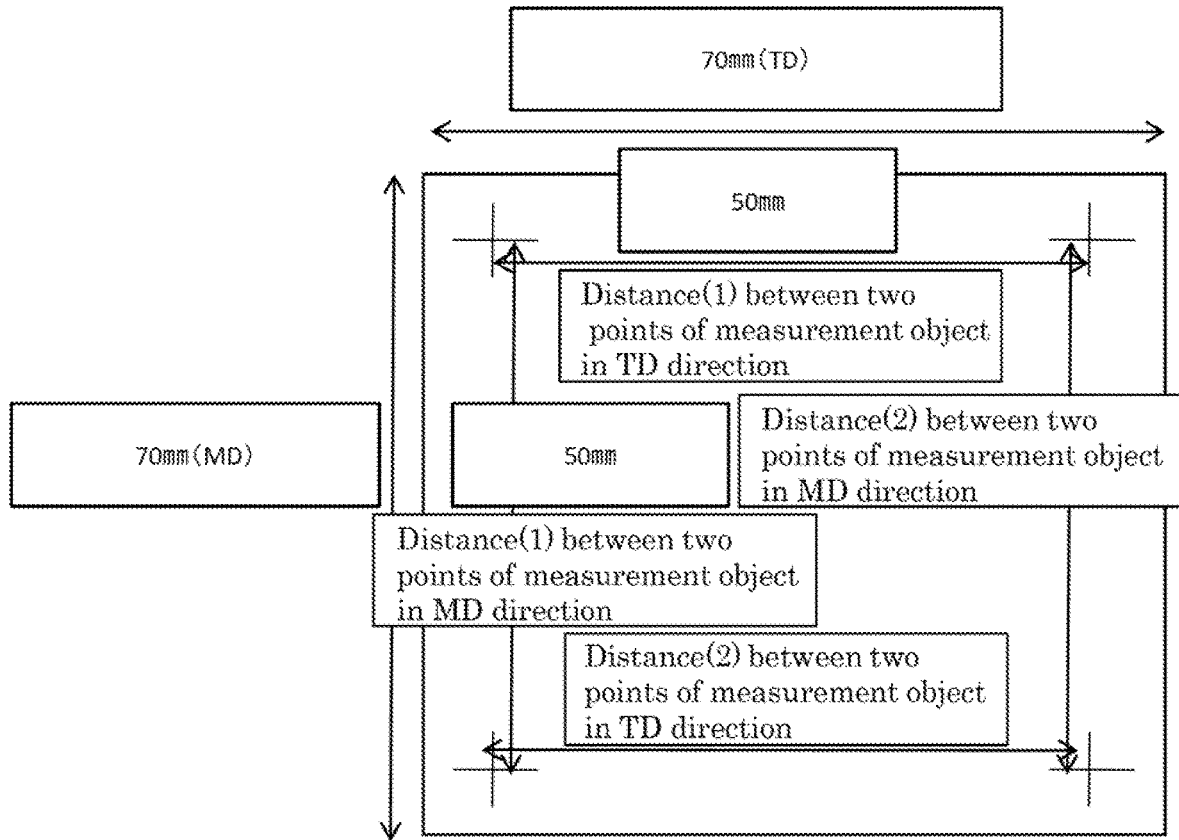 70mm(TD)
50mm
Distance(1) between two
points of measurement object
in TD direction
70mm(MD)
50mm
Distance(2) between two
points of measurement object
in MD direction
Distance(1) between two
points of measurement object
in MD direction
Distance(2) between two
points of measurement object
in TD direction